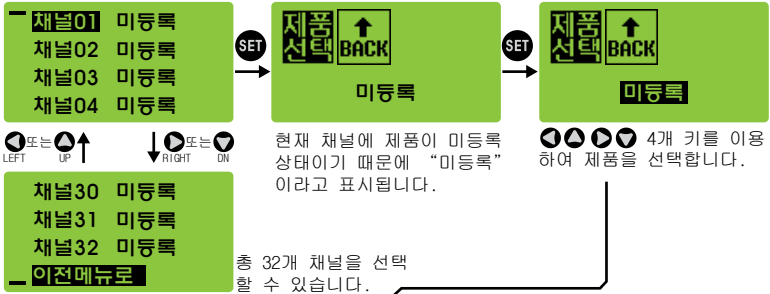 채널01 미등록
채널02 미등록
채널03 미등록
채널04 미등록
SET
제품
선택
BACK
미등록
SET
제품
선택
BACK
미등록
또는
LEFT UP
또는
RIGHT DN
현재 채널에 제품이 미등록
상태이기 때문에 “미등록”
이라고 표시됩니다.
4개 키를 이용
하여 제품을 선택합니다.
채널30 미등록
채널31 미등록
채널32 미등록
이전메뉴로
총 32개 채널을 선택
할 수 있습니다.